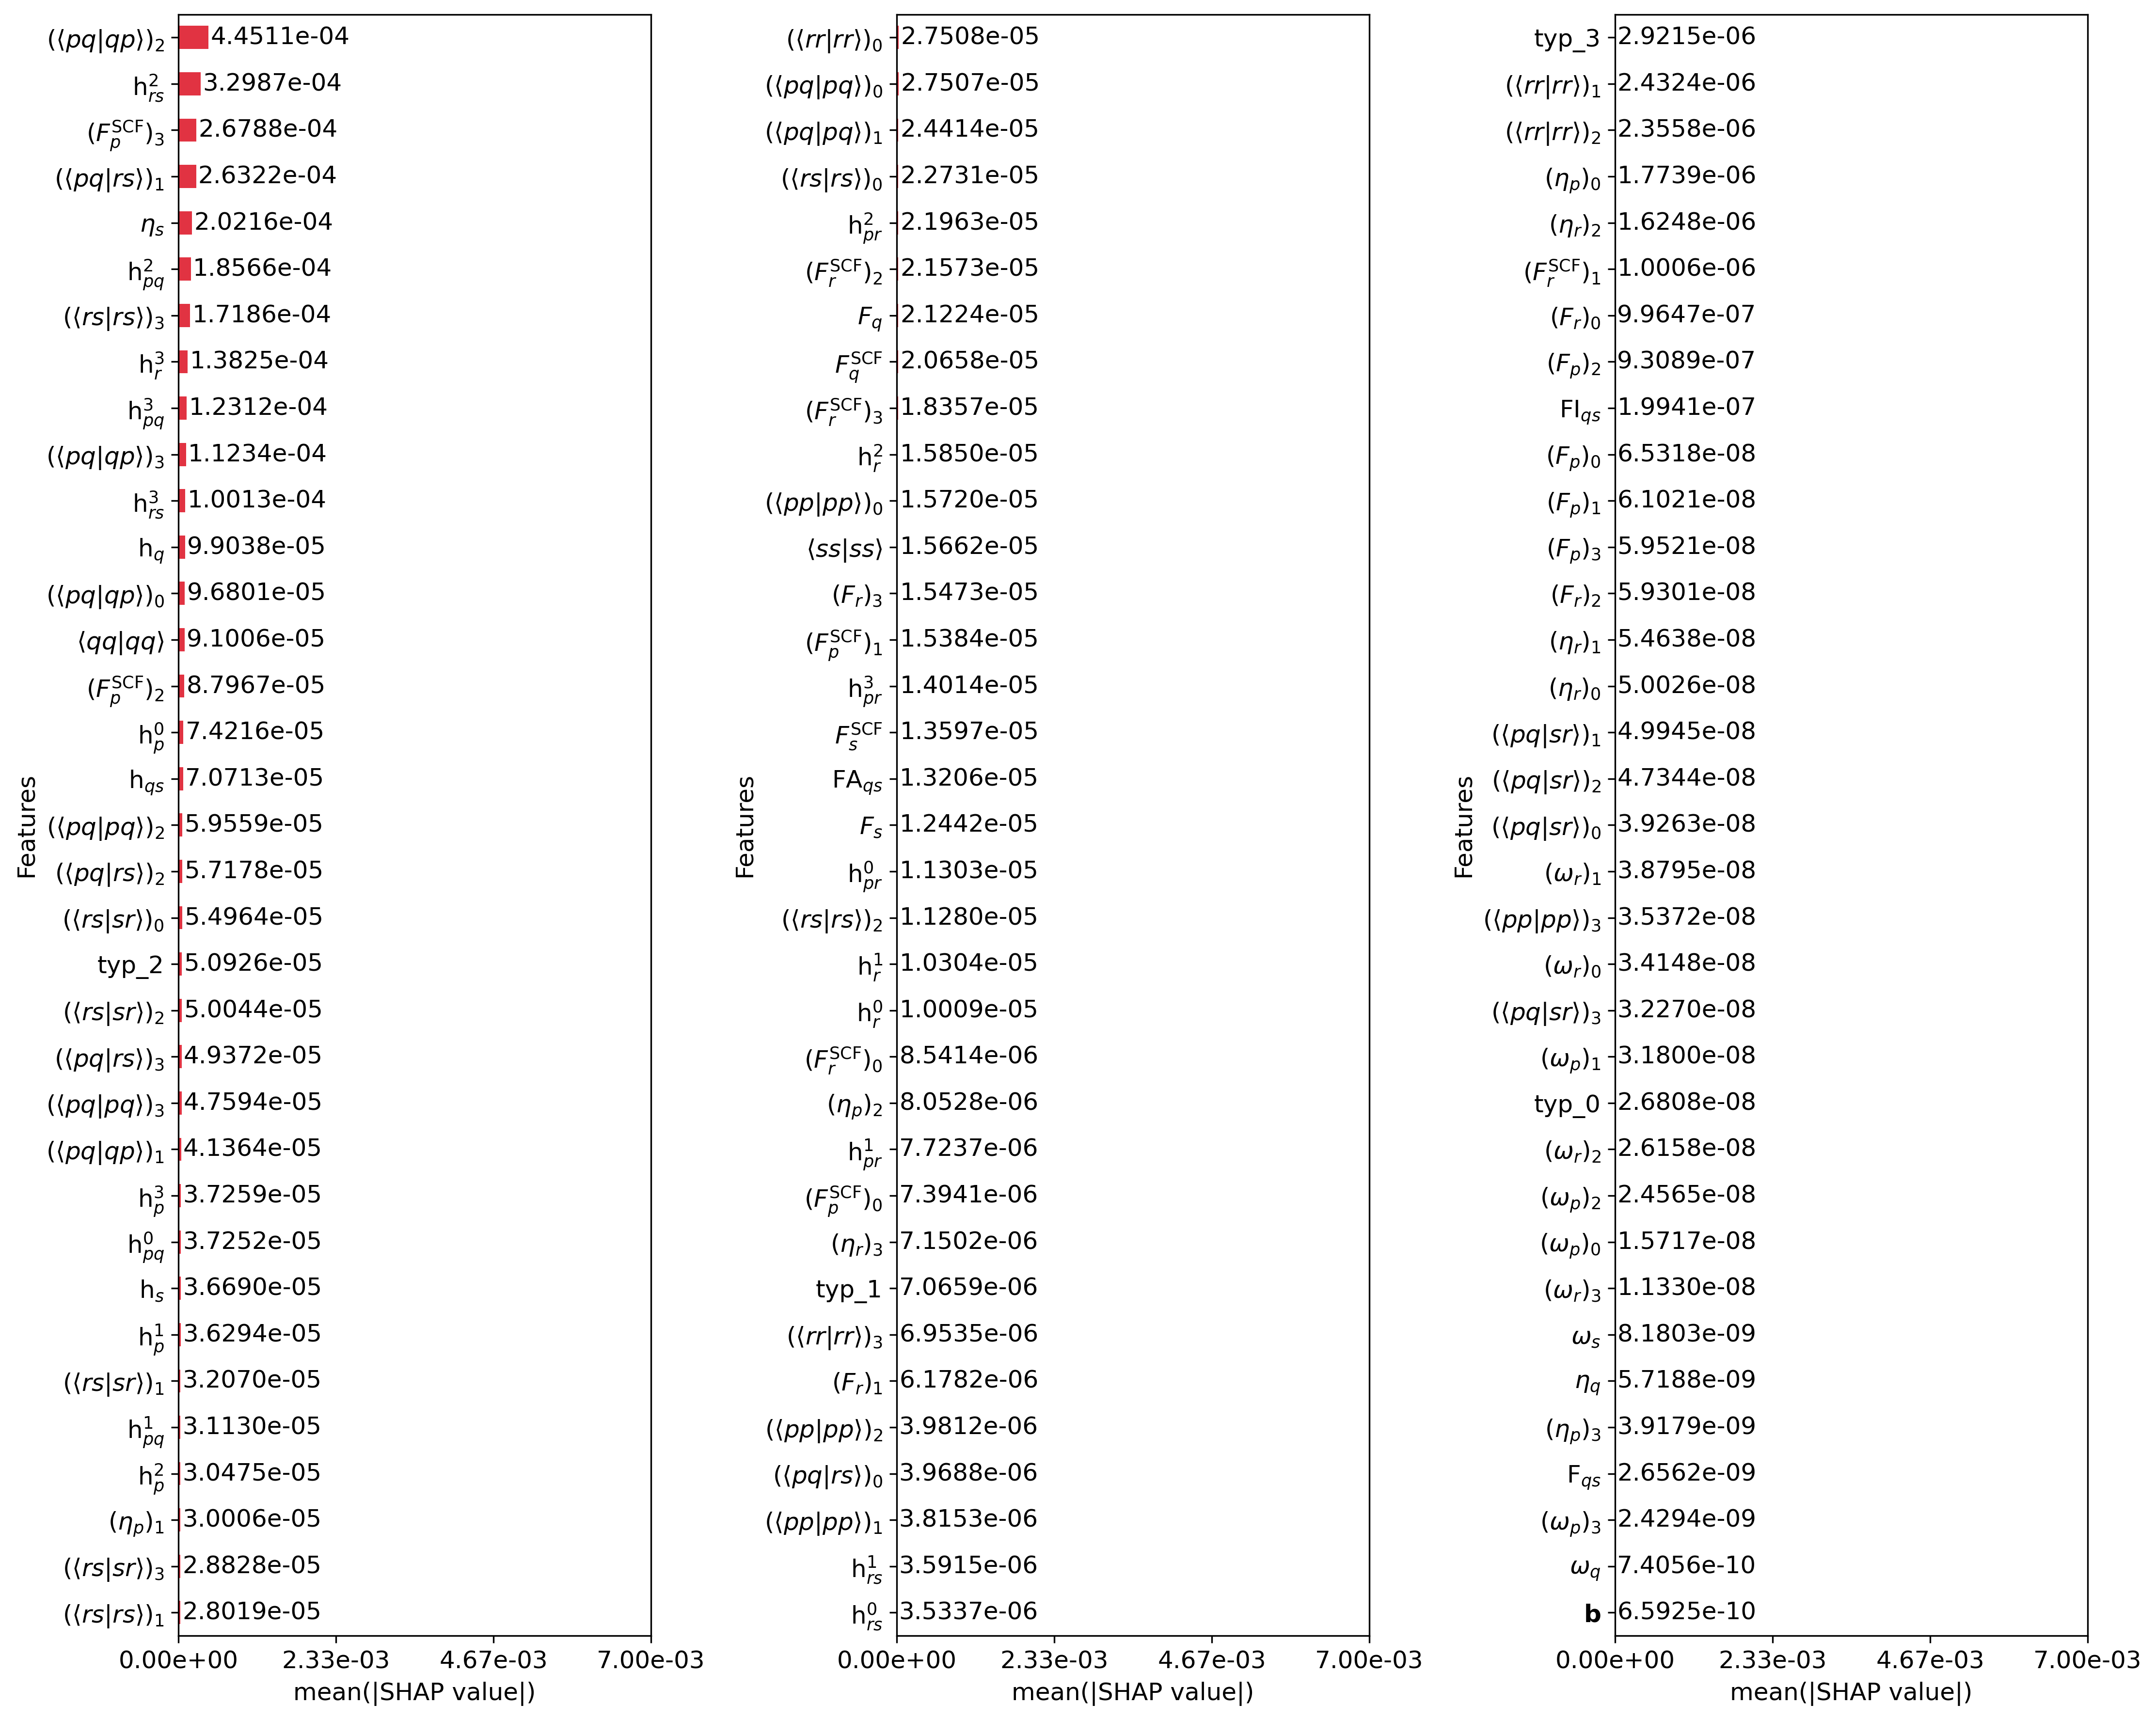 (⟨pq|qp⟩)₂ 4.4511e-04
h²ᵣₛ 3.2987e-04
(Fₚ^SCF)₃ 2.6788e-04
(⟨pq|rs⟩)₁ 2.6322e-04
ηₛ 2.0216e-04
h²_pq 1.8566e-04
(⟨rs|rs⟩)₃ 1.7186e-04
h³ᵣ 1.3825e-04
h³_pq 1.2312e-04
(⟨pq|qp⟩)₃ 1.1234e-04
h³ᵣₛ 1.0013e-04
h_q 9.9038e-05
(⟨pq|qp⟩)₀ 9.6801e-05
⟨qq|qq⟩ 9.1006e-05
(Fₚ^SCF)₂ 8.7967e-05
h⁰ₚ 7.4216e-05
h_qs 7.0713e-05
(⟨pq|pq⟩)₂ 5.9559e-05
(⟨pq|rs⟩)₂ 5.7178e-05
(⟨rs|sr⟩)₀ 5.4964e-05
typ_2 5.0926e-05
(⟨rs|sr⟩)₂ 5.0044e-05
(⟨pq|rs⟩)₃ 4.9372e-05
(⟨pq|pq⟩)₃ 4.7594e-05
(⟨pq|qp⟩)₁ 4.1364e-05
h³ₚ 3.7259e-05
h⁰_pq 3.7252e-05
hₛ 3.6690e-05
h¹ₚ 3.6294e-05
(⟨rs|sr⟩)₁ 3.2070e-05
h¹_pq 3.1130e-05
h²ₚ 3.0475e-05
(ηₚ)₁ 3.0006e-05
(⟨rs|sr⟩)₃ 2.8828e-05
(⟨rs|rs⟩)₁ 2.8019e-05
Features
0.00e+00 2.33e-03 4.67e-03 7.00e-03
mean(|SHAP value|)
(⟨rr|rr⟩)₀ 2.7508e-05
(⟨pq|pq⟩)₀ 2.7507e-05
(⟨pq|pq⟩)₁ 2.4414e-05
(⟨rs|rs⟩)₀ 2.2731e-05
h²ₚᵣ 2.1963e-05
(Fᵣ^SCF)₂ 2.1573e-05
F_q 2.1224e-05
F_q^SCF 2.0658e-05
(Fᵣ^SCF)₃ 1.8357e-05
h²ᵣ 1.5850e-05
(⟨pp|pp⟩)₀ 1.5720e-05
⟨ss|ss⟩ 1.5662e-05
(Fᵣ)₃ 1.5473e-05
(Fₚ^SCF)₁ 1.5384e-05
h³ₚᵣ 1.4014e-05
Fₛ^SCF 1.3597e-05
FA_qs 1.3206e-05
Fₛ 1.2442e-05
h⁰ₚᵣ 1.1303e-05
(⟨rs|rs⟩)₂ 1.1280e-05
h¹ᵣ 1.0304e-05
h⁰ᵣ 1.0009e-05
(Fᵣ^SCF)₀ 8.5414e-06
(ηₚ)₂ 8.0528e-06
h¹ₚᵣ 7.7237e-06
(Fₚ^SCF)₀ 7.3941e-06
(ηᵣ)₃ 7.1502e-06
typ_1 7.0659e-06
(⟨rr|rr⟩)₃ 6.9535e-06
(Fᵣ)₁ 6.1782e-06
(⟨pp|pp⟩)₂ 3.9812e-06
(⟨pq|rs⟩)₀ 3.9688e-06
(⟨pp|pp⟩)₁ 3.8153e-06
h¹ᵣₛ 3.5915e-06
h⁰ᵣₛ 3.5337e-06
Features
0.00e+00 2.33e-03 4.67e-03 7.00e-03
mean(|SHAP value|)
typ_3 2.9215e-06
(⟨rr|rr⟩)₁ 2.4324e-06
(⟨rr|rr⟩)₂ 2.3558e-06
(ηₚ)₀ 1.7739e-06
(ηᵣ)₂ 1.6248e-06
(Fᵣ^SCF)₁ 1.0006e-06
(Fᵣ)₀ 9.9647e-07
(Fₚ)₂ 9.3089e-07
FI_qs 1.9941e-07
(Fₚ)₀ 6.5318e-08
(Fₚ)₁ 6.1021e-08
(Fₚ)₃ 5.9521e-08
(Fᵣ)₂ 5.9301e-08
(ηᵣ)₁ 5.4638e-08
(ηᵣ)₀ 5.0026e-08
(⟨pq|sr⟩)₁ 4.9945e-08
(⟨pq|sr⟩)₂ 4.7344e-08
(⟨pq|sr⟩)₀ 3.9263e-08
(ωᵣ)₁ 3.8795e-08
(⟨pp|pp⟩)₃ 3.5372e-08
(ωᵣ)₀ 3.4148e-08
(⟨pq|sr⟩)₃ 3.2270e-08
(ωₚ)₁ 3.1800e-08
typ_0 2.6808e-08
(ωᵣ)₂ 2.6158e-08
(ωₚ)₂ 2.4565e-08
(ωₚ)₀ 1.5717e-08
(ωᵣ)₃ 1.1330e-08
ωₛ 8.1803e-09
η_q 5.7188e-09
(ηₚ)₃ 3.9179e-09
F_qs 2.6562e-09
(ωₚ)₃ 2.4294e-09
ω_q 7.4056e-10
b 6.5925e-10
Features
0.00e+00 2.33e-03 4.67e-03 7.00e-03
mean(|SHAP value|)